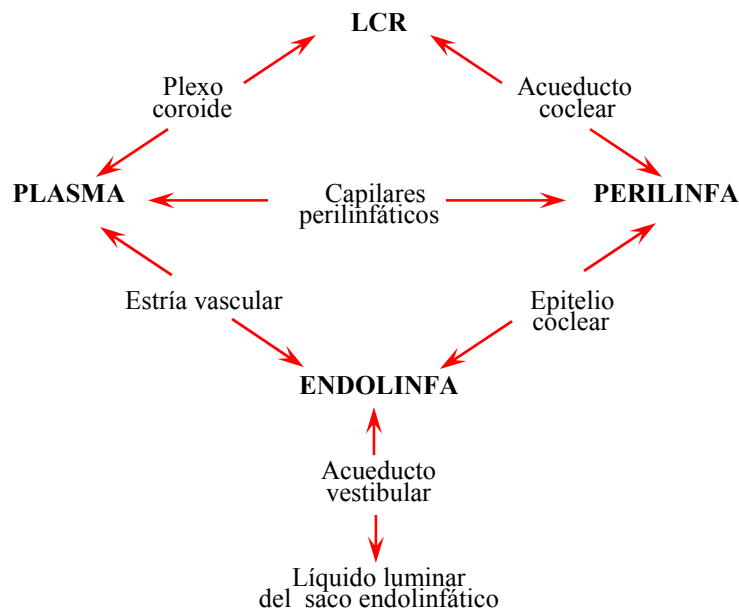 LCR
Plexo
coroide
Acueducto
coclear
PLASMA
Capilares
perilinfáticos
PERILINFA
Estría vascular
Epitelio
coclear
ENDOLINFA
Acueducto
vestibular
Líquido luminar
del saco endolinfático